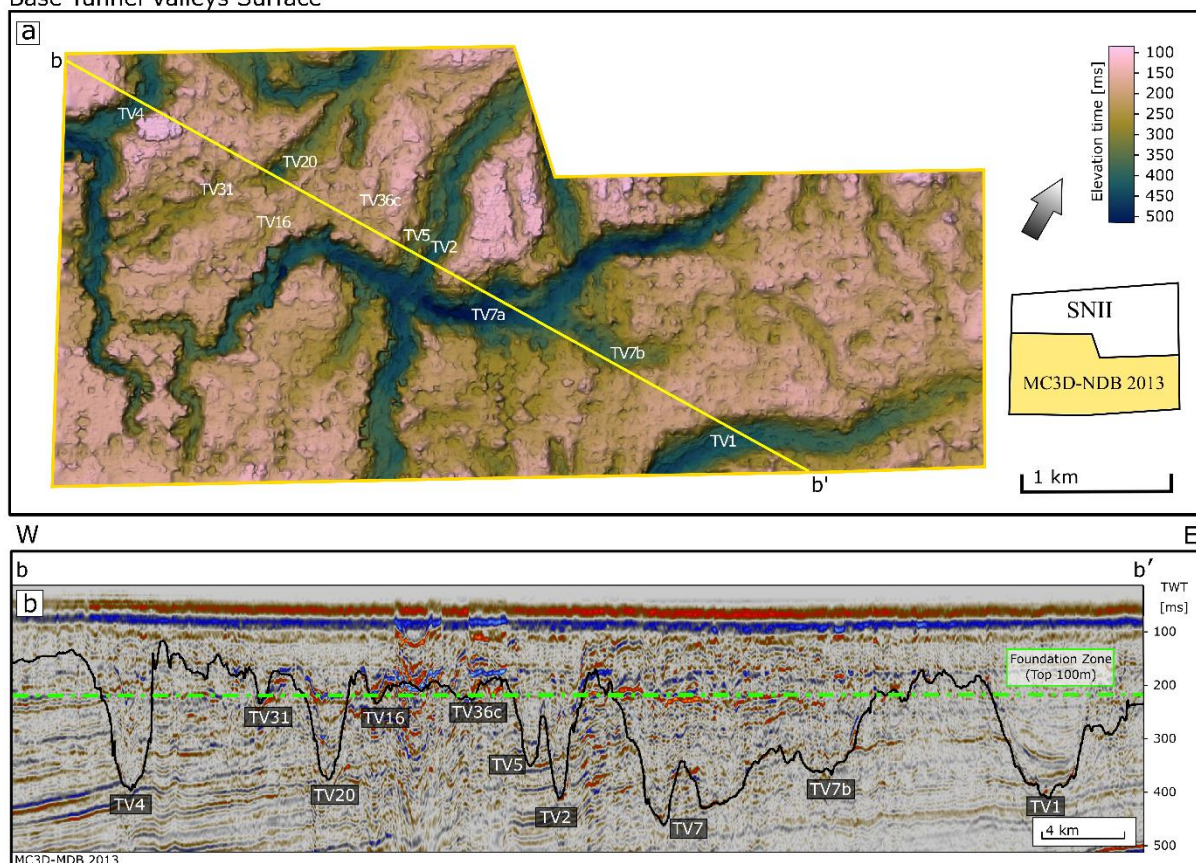 Base Tunnel Valleys Surface
a
b
TV4
TV20
TV31
TV36c
TV16
TV5
TV2
TV7a
TV7b
TV1
b'
Elevation time [ms]
100
150
200
250
300
350
400
450
500
SNII
MC3D-NDB 2013
1 km
W
E
b
b'
b
TWT
[ms]
100
Foundation Zone
(Top 100m)
200
TV31
TV16
TV36c
300
TV5
TV7b
TV4
TV20
400
TV2
TV7
TV1
4 km
500
MC3D-MDB 2013